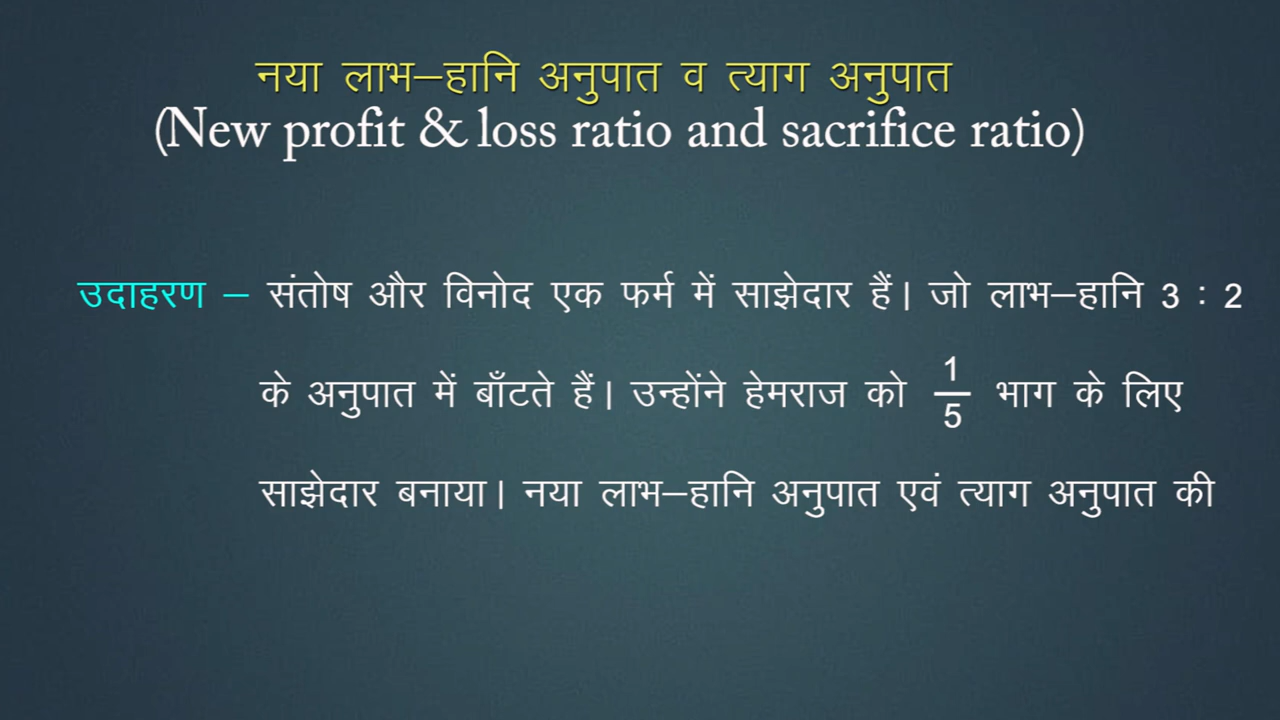 नया लाभ–हानि अनुपात व त्याग अनुपात
(New profit & loss ratio and sacrifice ratio)
उदाहरण – संतोष और विनोद एक फर्म में साझेदार हैं। जो लाभ–हानि 3 : 2
के अनुपात में बाँटते हैं। उन्होंने हेमराज को 1/5 भाग के लिए
साझेदार बनाया। नया लाभ–हानि अनुपात एवं त्याग अनुपात की